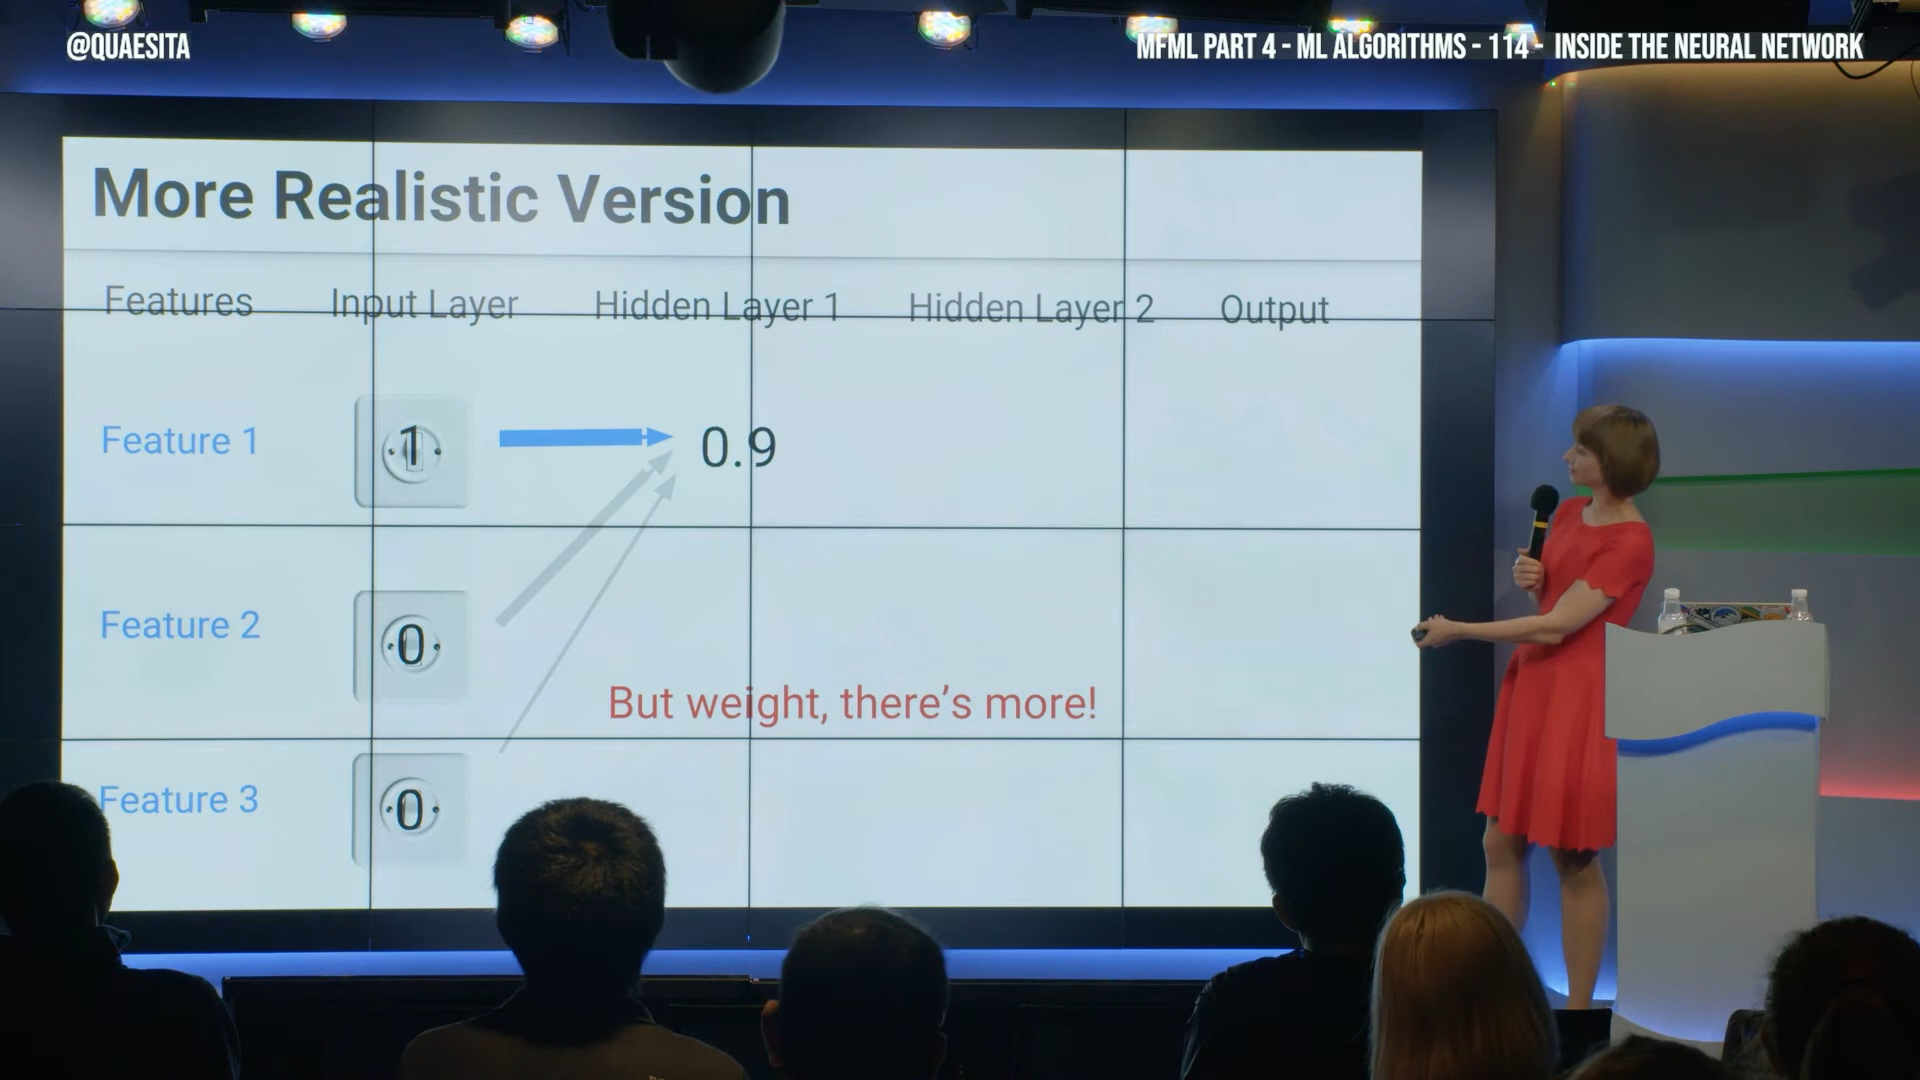 @QUAESITA
MFML PART 4 - ML ALGORITHMS - 114 - INSIDE THE NEURAL NETWORK
More Realistic Version
Features Input Layer Hidden Layer 1 Hidden Layer 2 Output
Feature 1 1 0.9
Feature 2 0
But weight, there’s more!
Feature 3 0